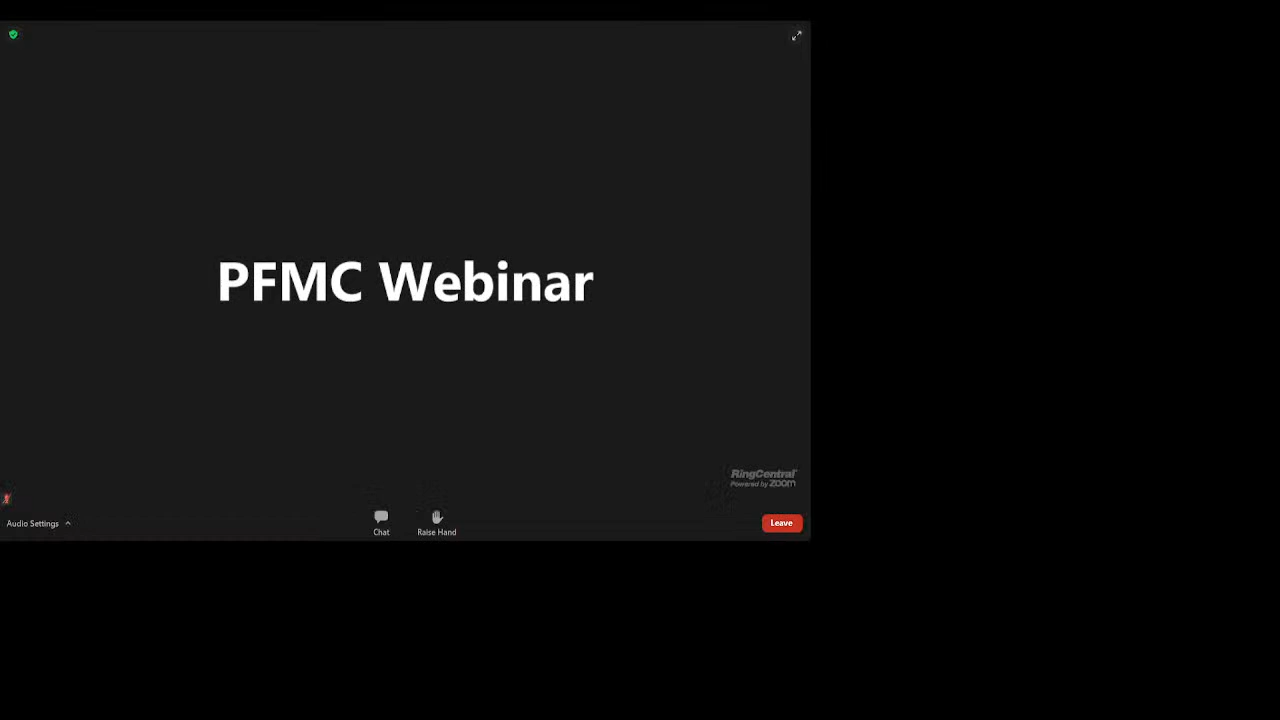 PFMC Webinar
RingCentral
Powered by zoom
Audio Settings
Chat
Raise Hand
Leave